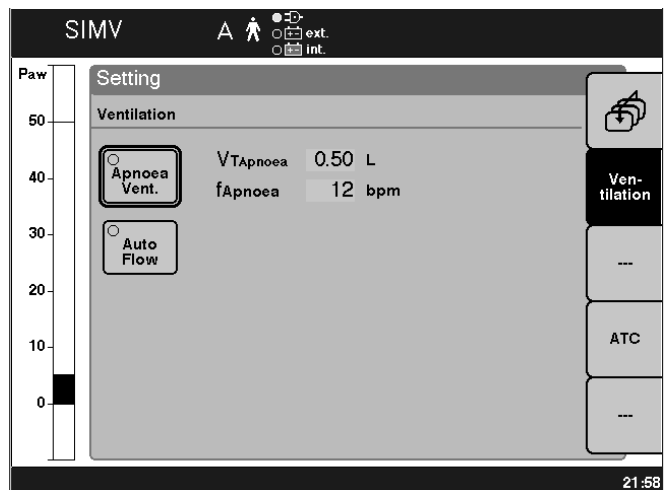 SIMV
A
ext.
int.
Paw
Setting
Ventilation
50
40
30
20
10
0
Apnoea
Vent.
VTApnoea 0.50 L
fApnoea 12 bpm
Auto
Flow
Ven-
tilation
---
ATC
---
21:58